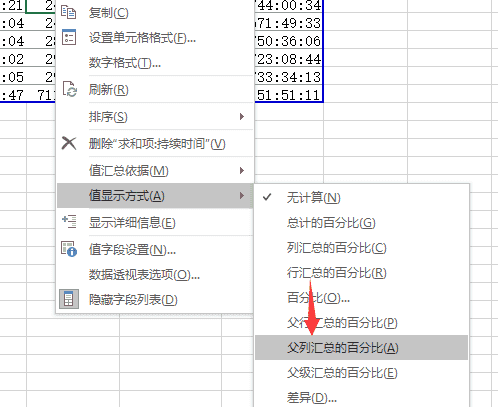 :21 24 744:00:34
:04 24 571:49:33
:04 28 750:36:06
:02 29 723:08:44
:05 29 733:34:13
:47 711 51:51:11
复制(C)
设置单元格格式(F)...
数字格式(T)...
刷新(R)
排序(S)
删除“求和项:持续时间”(V)
值汇总依据(M)
值显示方式(A)
显示详细信息(E)
值字段设置(N)...
数据透视表选项(O)...
隐藏字段列表(D)
无计算(N)
总计的百分比(G)
列汇总的百分比(C)
行汇总的百分比(R)
百分比(O)...
父行汇总的百分比(P)
父列汇总的百分比(A)
父级汇总的百分比(E)
差异(D)...